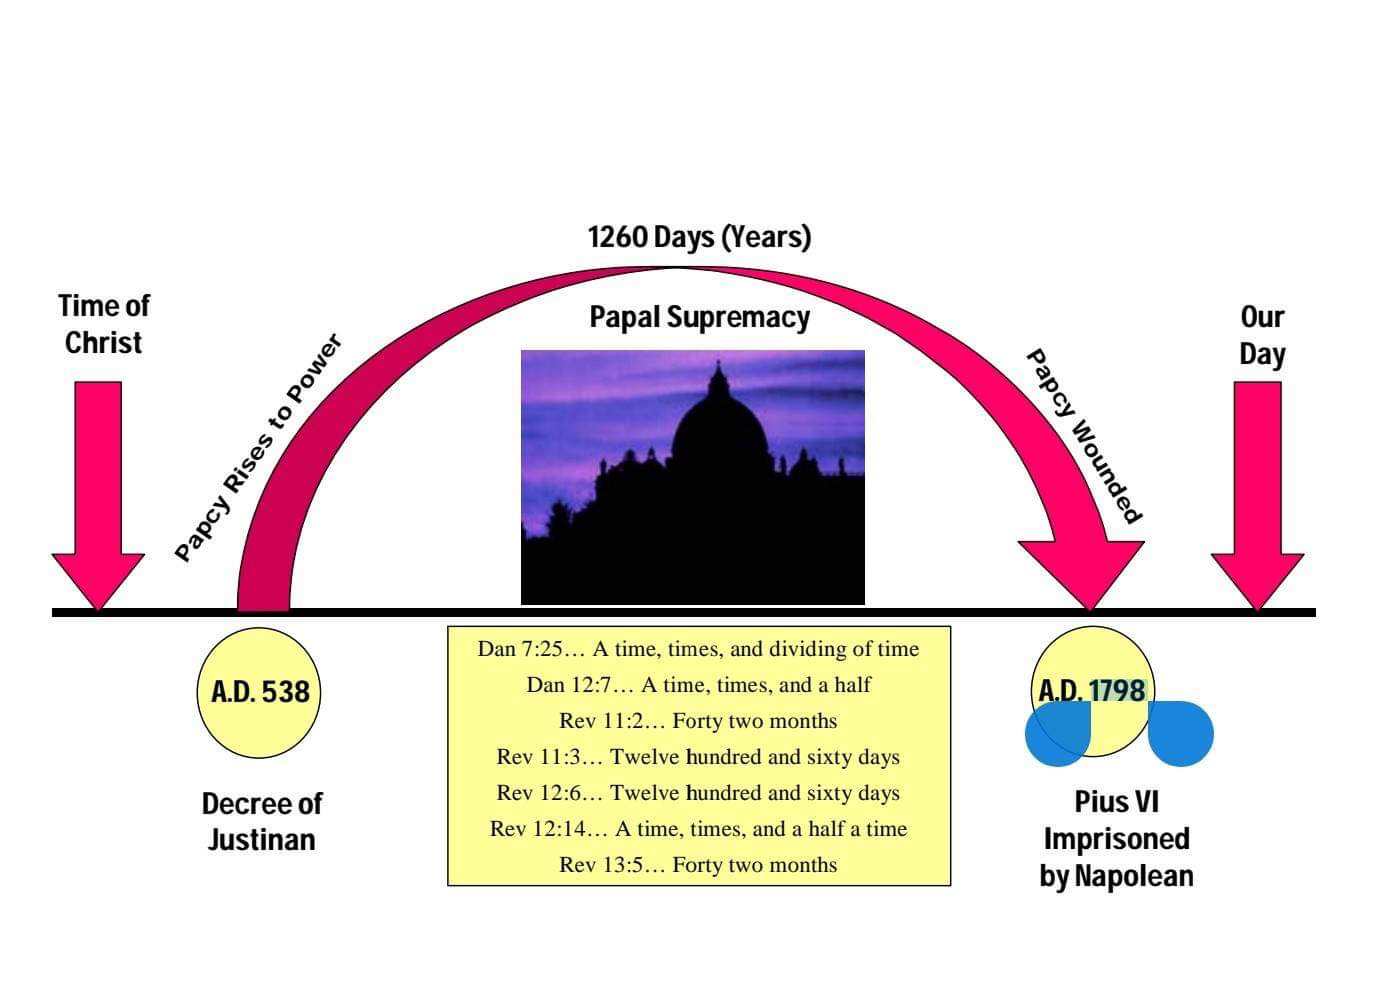 1260 Days (Years)
Time of
Christ
Papcy Rises to Power
Papal Supremacy
Papcy Wounded
Our
Day
A.D. 538
Decree of
Justinan
Dan 7:25… A time, times, and dividing of time
Dan 12:7… A time, times, and a half
Rev 11:2… Forty two months
Rev 11:3… Twelve hundred and sixty days
Rev 12:6… Twelve hundred and sixty days
Rev 12:14… A time, times, and a half a time
Rev 13:5… Forty two months
A.D. 1798
Pius VI
Imprisoned
by Napolean